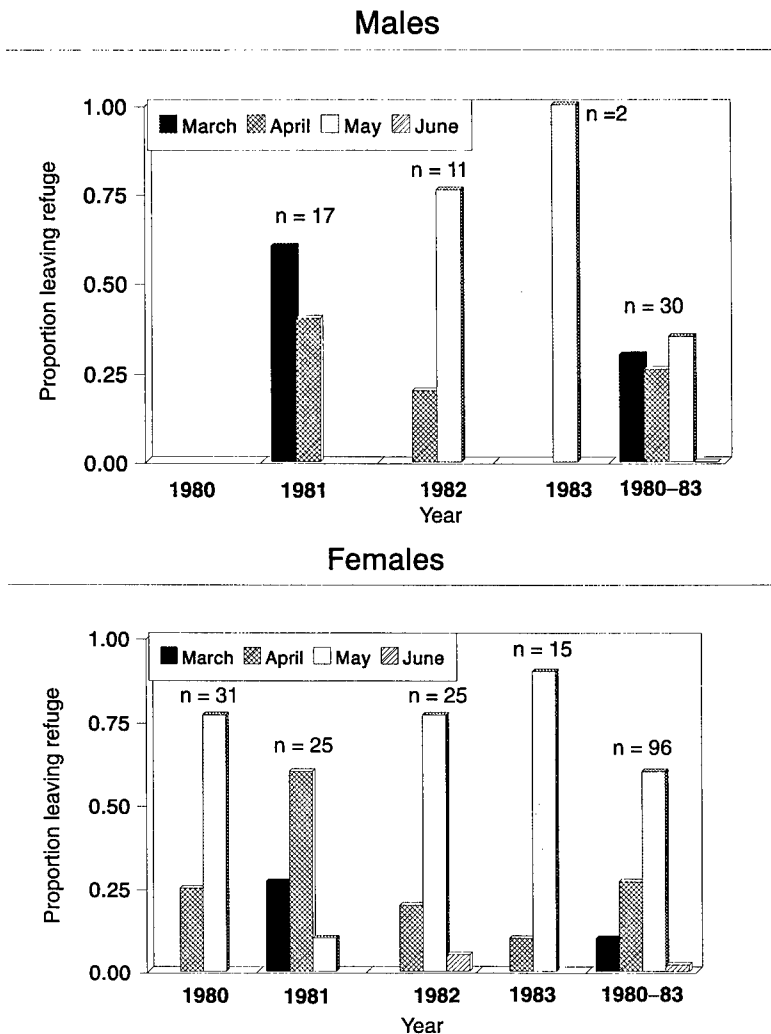 Males
Proportion leaving refuge
1.00
0.75
0.50
0.25
0.00
March April May June
n = 17
n = 11
n =2
n = 30
1980 1981 1982 1983 1980–83
Year
Females
Proportion leaving refuge
1.00
0.75
0.50
0.25
0.00
March April May June
n = 31
n = 25
n = 25
n = 15
n = 96
1980 1981 1982 1983 1980–83
Year